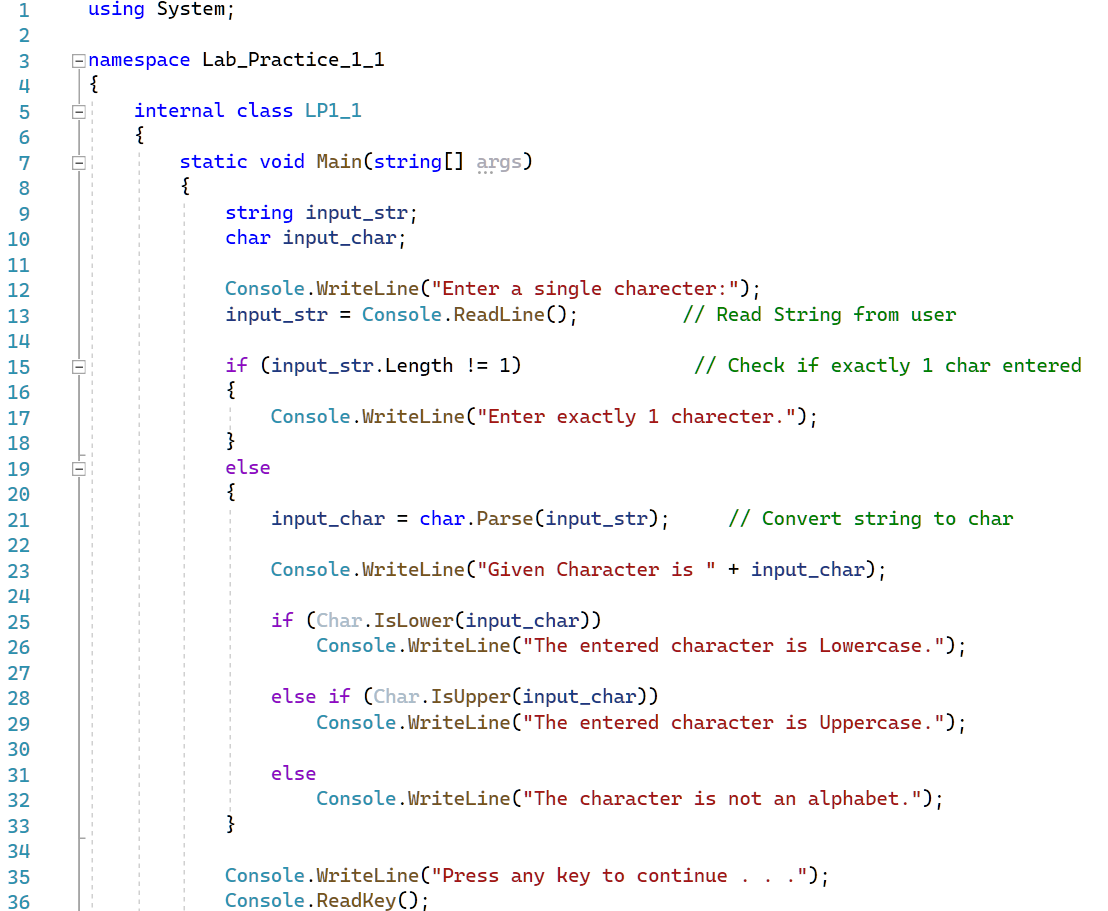 1 using System;
2
3 namespace Lab_Practice_1_1
4 {
5 internal class LP1_1
6 {
7 static void Main(string[] args)
8 {
9 string input_str;
10 char input_char;
11
12 Console.WriteLine("Enter a single charecter:");
13 input_str = Console.ReadLine(); // Read String from user
14
15 if (input_str.Length != 1) // Check if exactly 1 char entered
16 {
17 Console.WriteLine("Enter exactly 1 charecter.");
18 }
19 else
20 {
21 input_char = char.Parse(input_str); // Convert string to char
22
23 Console.WriteLine("Given Character is " + input_char);
24
25 if (Char.IsLower(input_char))
26 Console.WriteLine("The entered character is Lowercase.");
27
28 else if (Char.IsUpper(input_char))
29 Console.WriteLine("The entered character is Uppercase.");
30
31 else
32 Console.WriteLine("The character is not an alphabet.");
33 }
34
35 Console.WriteLine("Press any key to continue . . .");
36 Console.ReadKey();